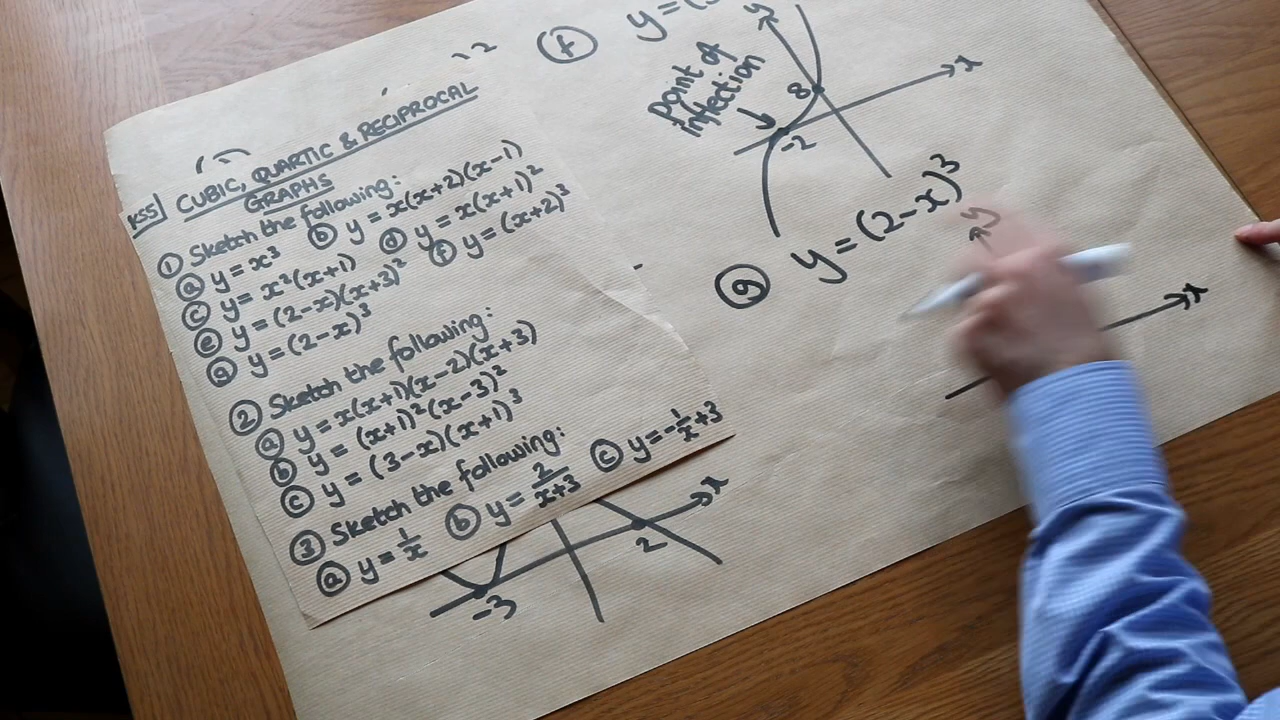 KS5 CUBIC, QUARTIC & RECIPROCAL
GRAPHS
① Sketch the following:
ⓐ y = x³ ⓑ y = x(x+2)(x-1)
ⓒ y = x²(x+1) ⓓ y = x(x+1)²
ⓔ y = (2-x)(x+3)² ⓕ y = (x+2)³
ⓖ y = (2-x)³
② Sketch the following:
ⓐ y = x(x+1)(x-2)(x+3)
ⓑ y = (x+1)²(x-3)²
ⓒ y = (3-x)(x+1)³
③ Sketch the following:
ⓐ y = 1/x ⓑ y = 2/(x+3) ⓒ y = -1/x + 3
-3 2 x
ⓕ y = (
Point of
inflection
y
x
8
-2
ⓖ y = (2-x)³
y
x